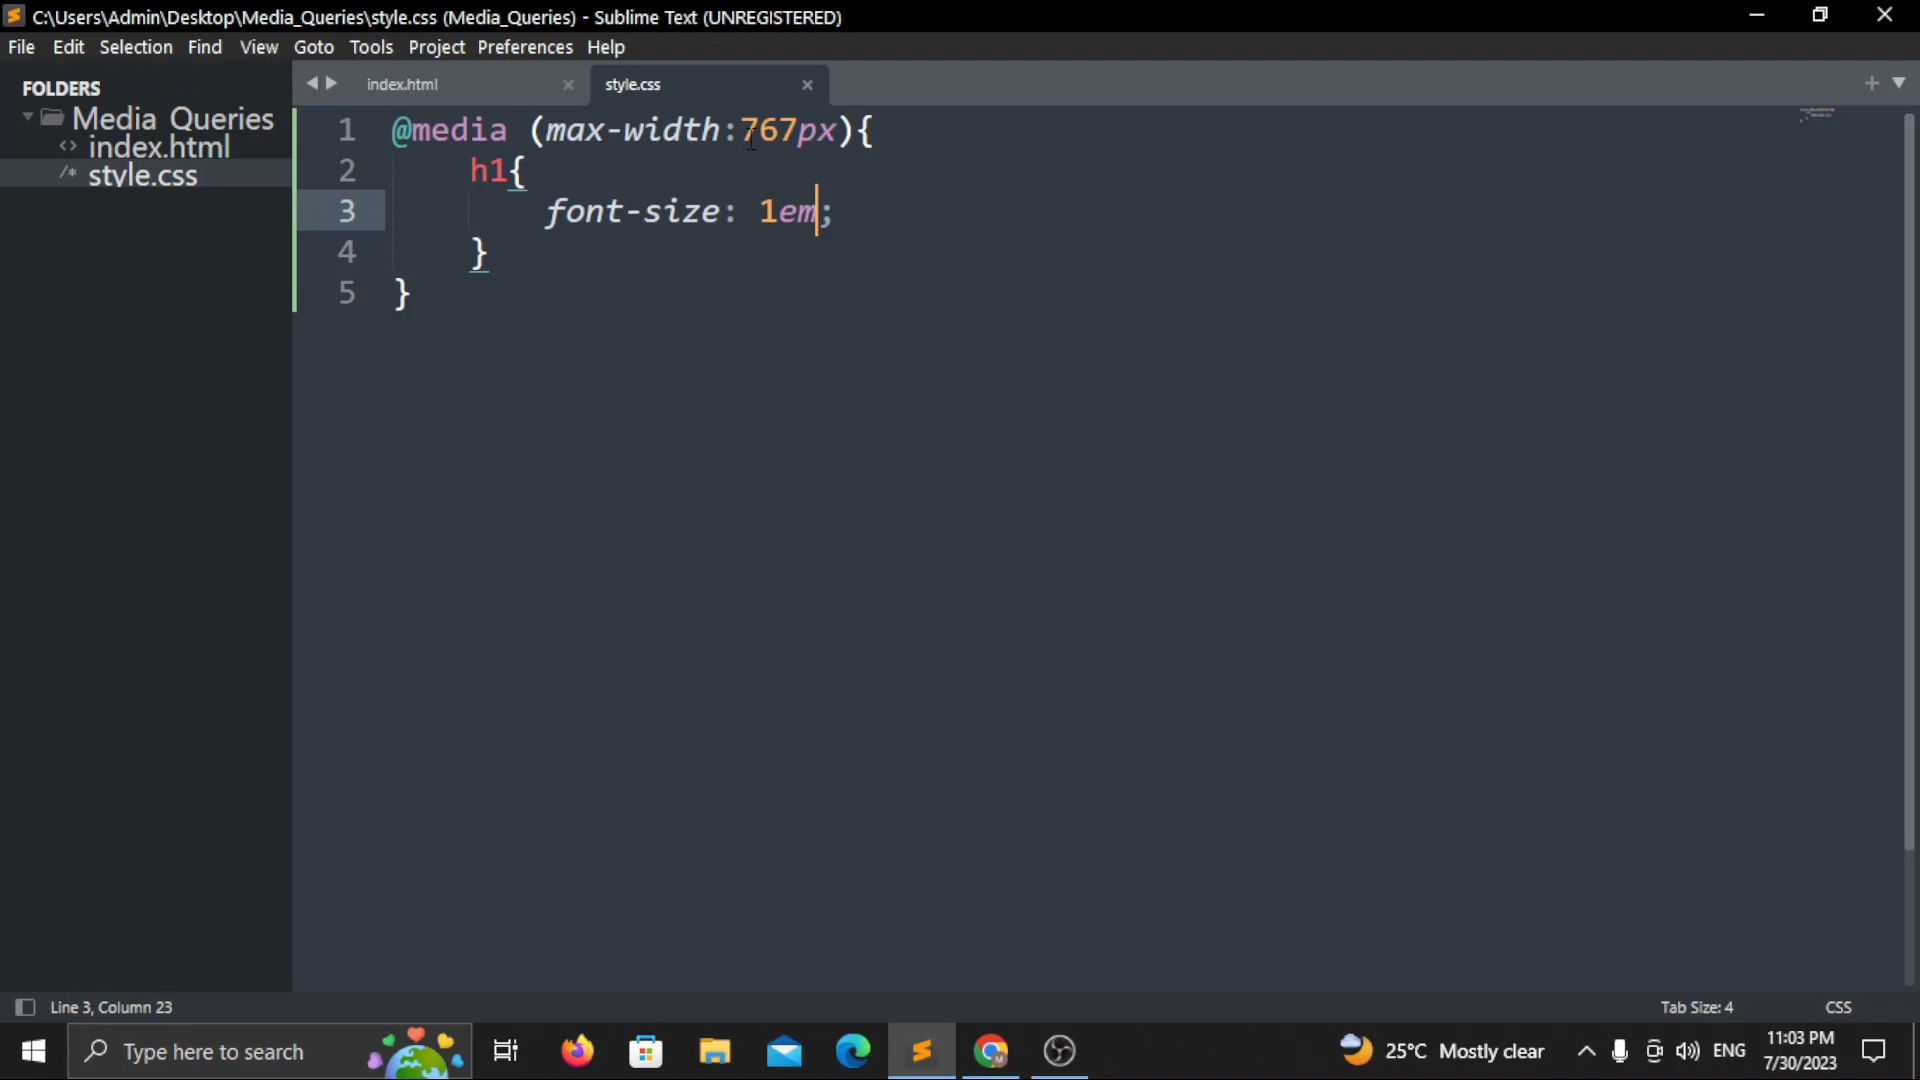 C:\Users\Admin\Desktop\Media_Queries\style.css (Media_Queries) - Sublime Text (UNREGISTERED)
File Edit Selection Find View Goto Tools Project Preferences Help
FOLDERS
Media_Queries
<> index.html
/* style.css
index.html
style.css
1 @media (max-width:767px){
2 h1{
3 font-size: 1em;
4 }
5 }
Line 3, Column 23
Tab Size: 4
CSS
Type here to search
25°C Mostly clear
ENG
11:03 PM
7/30/2023